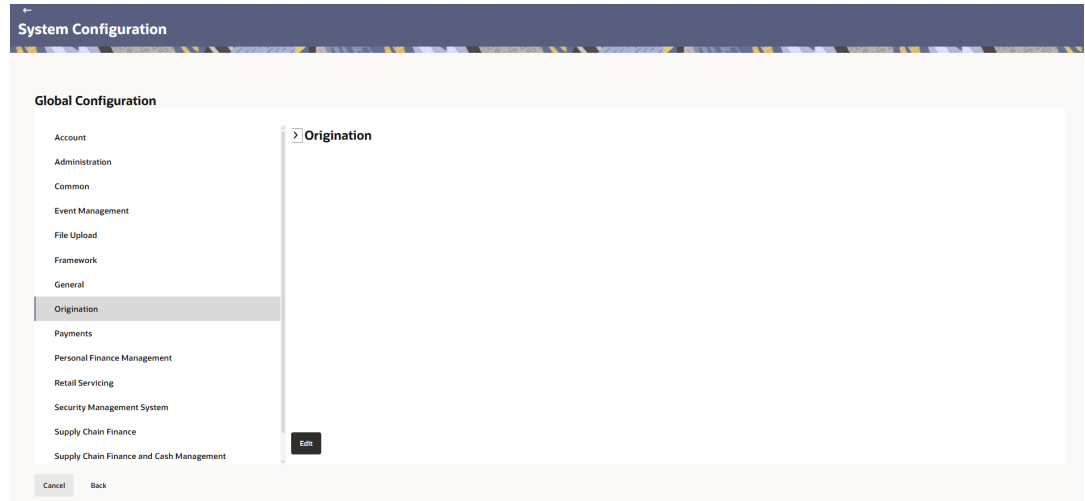 System Configuration
Global Configuration
Account
Administration
Common
Event Management
File Upload
Framework
General
Origination
Payments
Personal Finance Management
Retail Servicing
Security Management System
Supply Chain Finance
Supply Chain Finance and Cash Management
Origination
Edit
Cancel Back